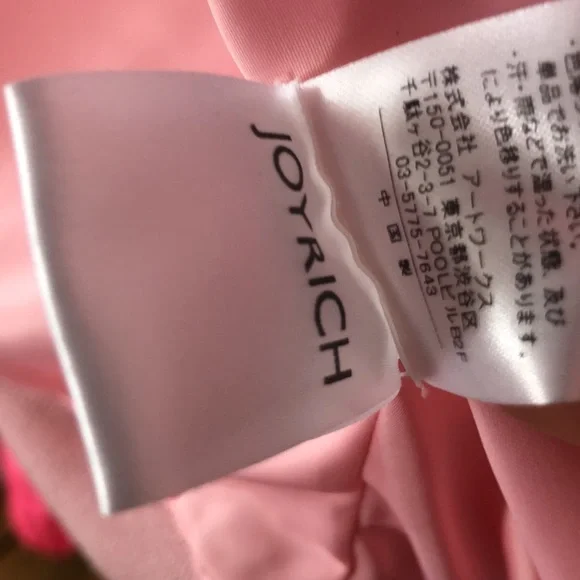 JOYRICH
単品でお洗い下さい。
・汗・雨などで湿った状態、及び
により色移りすることがあります。
株式会社 アートワークス
〒150-0051 東京都渋谷区
千駄ヶ谷2-3-7 POOLビルB2F
03-5775-7643
中国製